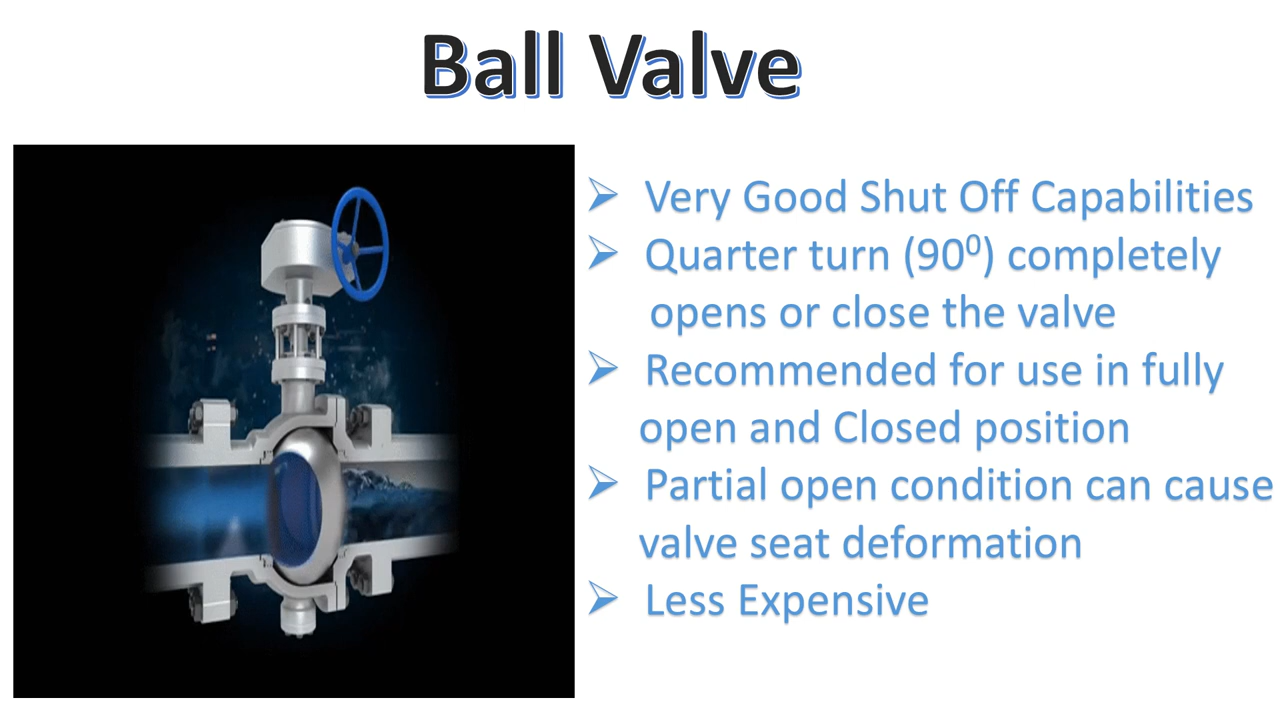 Ball Valve
➢ Very Good Shut Off Capabilities
➢ Quarter turn (90⁰) completely
opens or close the valve
➢ Recommended for use in fully
open and Closed position
➢ Partial open condition can cause
valve seat deformation
➢ Less Expensive